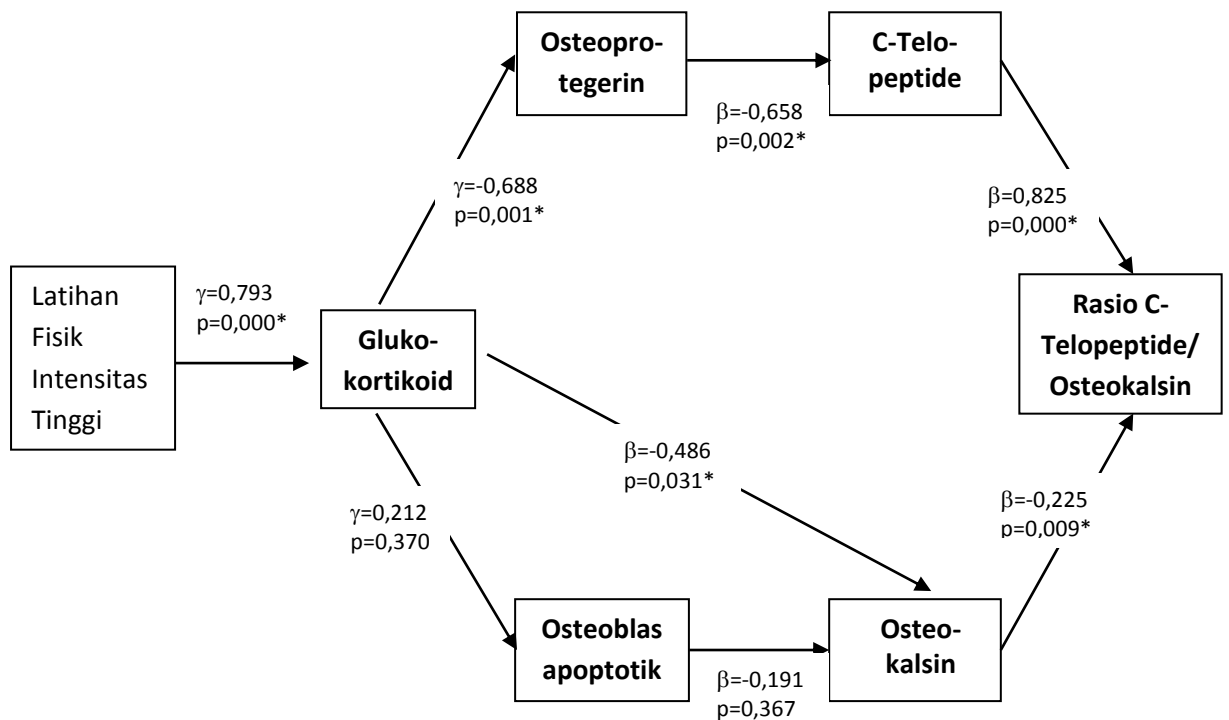 Osteopro-
tegerin
C-Telo-
peptide
β=-0,658
p=0,002*
γ=-0,688
p=0,001*
β=0,825
p=0,000*
Latihan
Fisik
Intensitas
Tinggi
γ=0,793
p=0,000*
Gluko-
kortikoid
Rasio C-
Telopeptide/
Osteokalsin
β=-0,486
p=0,031*
γ=0,212
p=0,370
β=-0,225
p=0,009*
Osteoblas
apoptotik
Osteo-
kalsin
β=-0,191
p=0,367